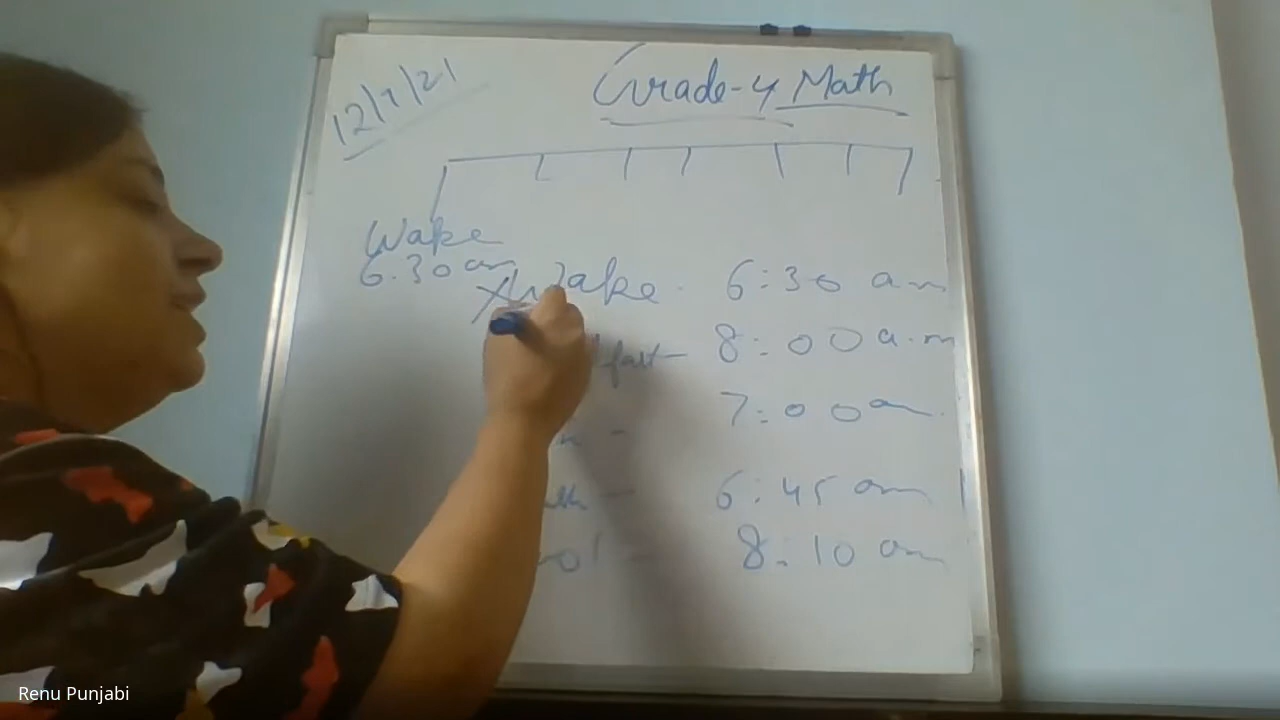 12/7/21
Grade-4 Math
Wake
6.30 am
Wake 6:30 am
8:00 a.m
7:00 am
6:45 am
8:10 am
Renu Punjabi